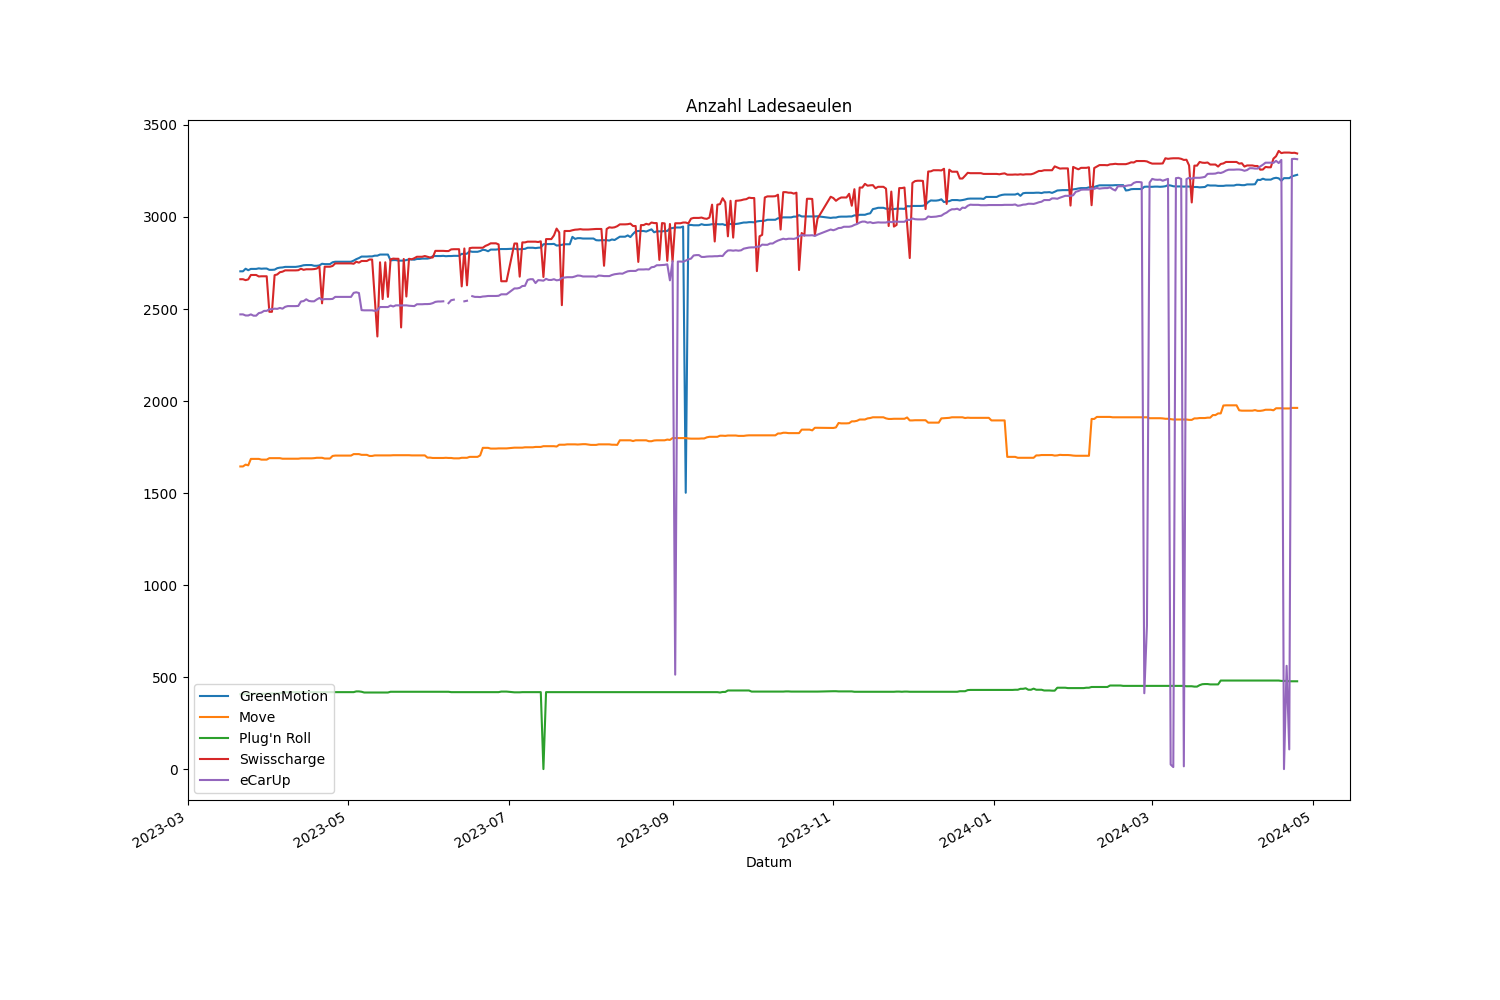 Anzahl Ladesaeulen
3500
3000
2500
2000
1500
1000
500
0
GreenMotion
Move
Plug'n Roll
Swisscharge
eCarUp
2023-03
2023-05
2023-07
2023-09
2023-11
2024-01
2024-03
2024-05
Datum